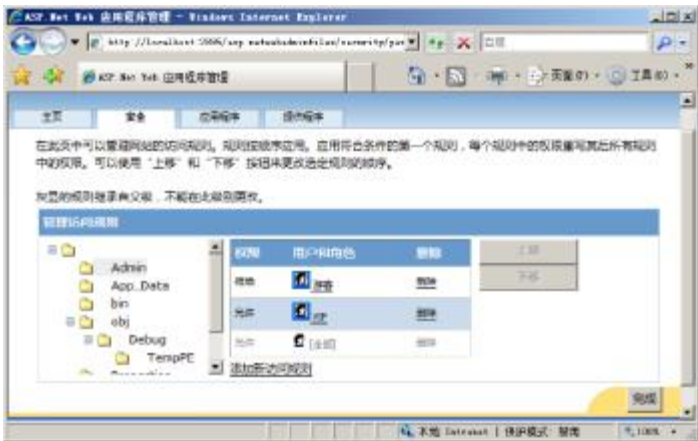 ASP.Net Web 应用程序管理 - Windows Internet Explorer
百度
ASP.Net Web 应用程序管理
页面(P)
工具(O)
主页 安全 应用程序 提供程序
在此页中可以管理网站的访问规则。规则按顺序应用。应用符合条件的第一个规则，每个规则中的权限重写其后所有规则
中的权限。可以使用“上移”和“下移”按钮来更改选定规则的顺序。
灰显的规则继承自父级，不能在此级别更改。
管理访问规则
权限 用户和角色 删除
上移
下移
Admin
App_Data
bin
obj
Debug
TempPE
拒绝 删除
允许 VIP 删除
允许 [全部] 删除
添加新访问规则
完成
本地 Intranet | 保护模式: 禁用
100%